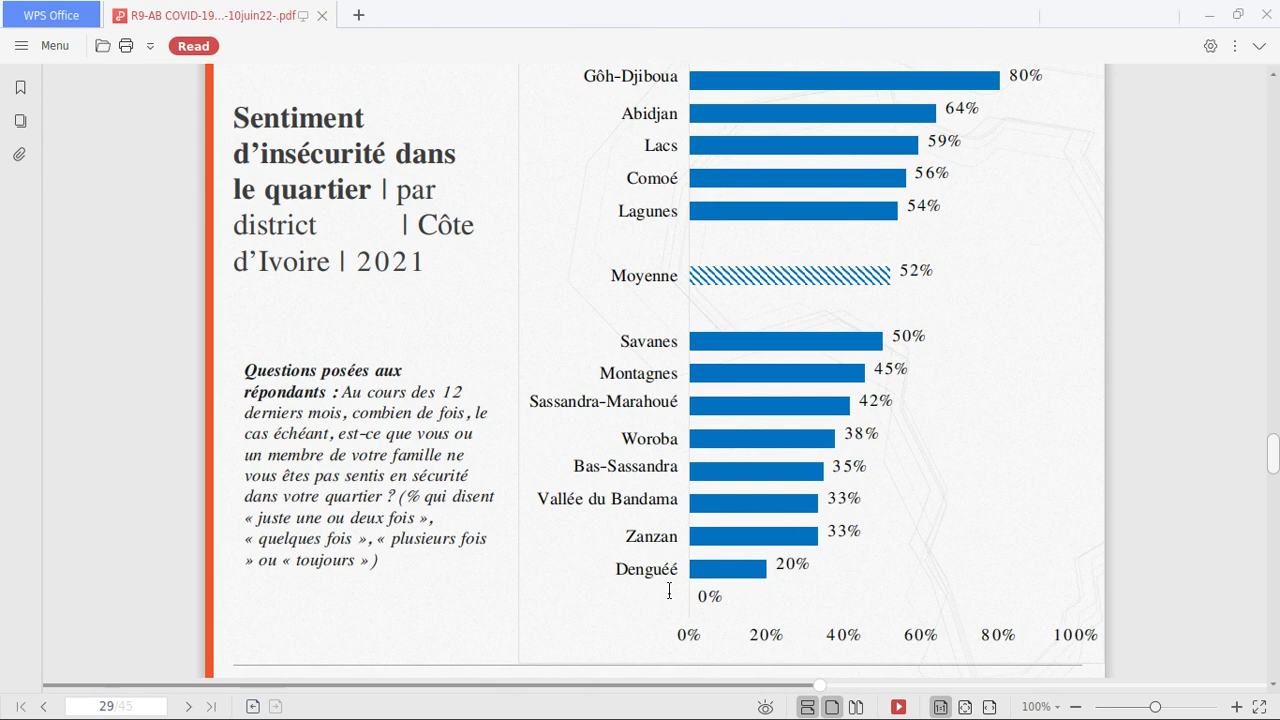 WPS Office
R9-AB COVID-19...-10juin22-.pdf
Menu
Read
Sentiment
d'insécurité dans
le quartier | par
district | Côte
d'Ivoire | 2021
Questions posées aux
répondants : Au cours des 12
derniers mois, combien de fois, le
cas échéant, est-ce que vous ou
un membre de votre famille ne
vous êtes pas sentis en sécurité
dans votre quartier ? (% qui disent
« juste une ou deux fois »,
« quelques fois », « plusieurs fois
» ou « toujours »)
Gôh-Djiboua 80%
Abidjan 64%
Lacs 59%
Comoé 56%
Lagunes 54%
Moyenne 52%
Savanes 50%
Montagnes 45%
Sassandra-Marahoué 42%
Woroba 38%
Bas-Sassandra 35%
Vallée du Bandama 33%
Zanzan 33%
Denguéé 20%
0%
0% 20% 40% 60% 80% 100%
29/45
100%